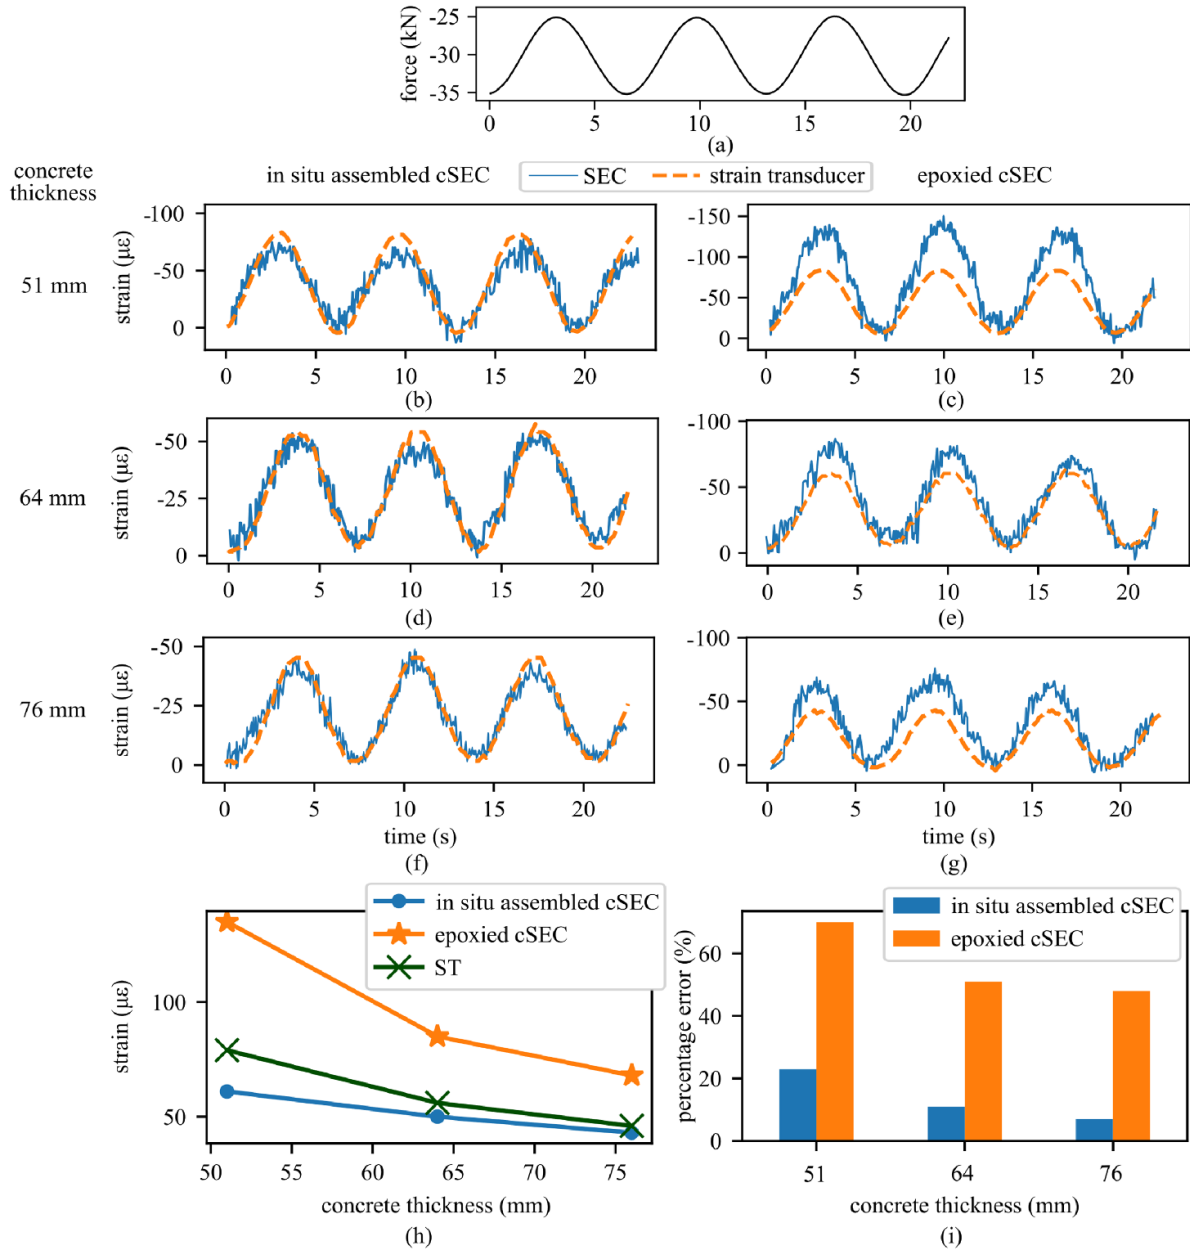 force (kN)
-25
-30
-35
0 5 10 15 20
(a)
concrete
thickness
in situ assembled cSEC
SEC
strain transducer
epoxied cSEC
51 mm
strain (με)
-100
-50
0
0 5 10 15 20
(b)
-150
-100
-50
0
0 5 10 15 20
(c)
64 mm
strain (με)
-50
-25
0
0 5 10 15 20
(d)
-100
-50
0
0 5 10 15 20
(e)
76 mm
strain (με)
-50
-25
0
0 5 10 15 20
time (s)
(f)
-100
-50
0
0 5 10 15 20
time (s)
(g)
in situ assembled cSEC
epoxied cSEC
ST
strain (με)
100
50
50 55 60 65 70 75
concrete thickness (mm)
(h)
in situ assembled cSEC
epoxied cSEC
percentage error (%)
60
40
20
0
51 64 76
concrete thickness (mm)
(i)